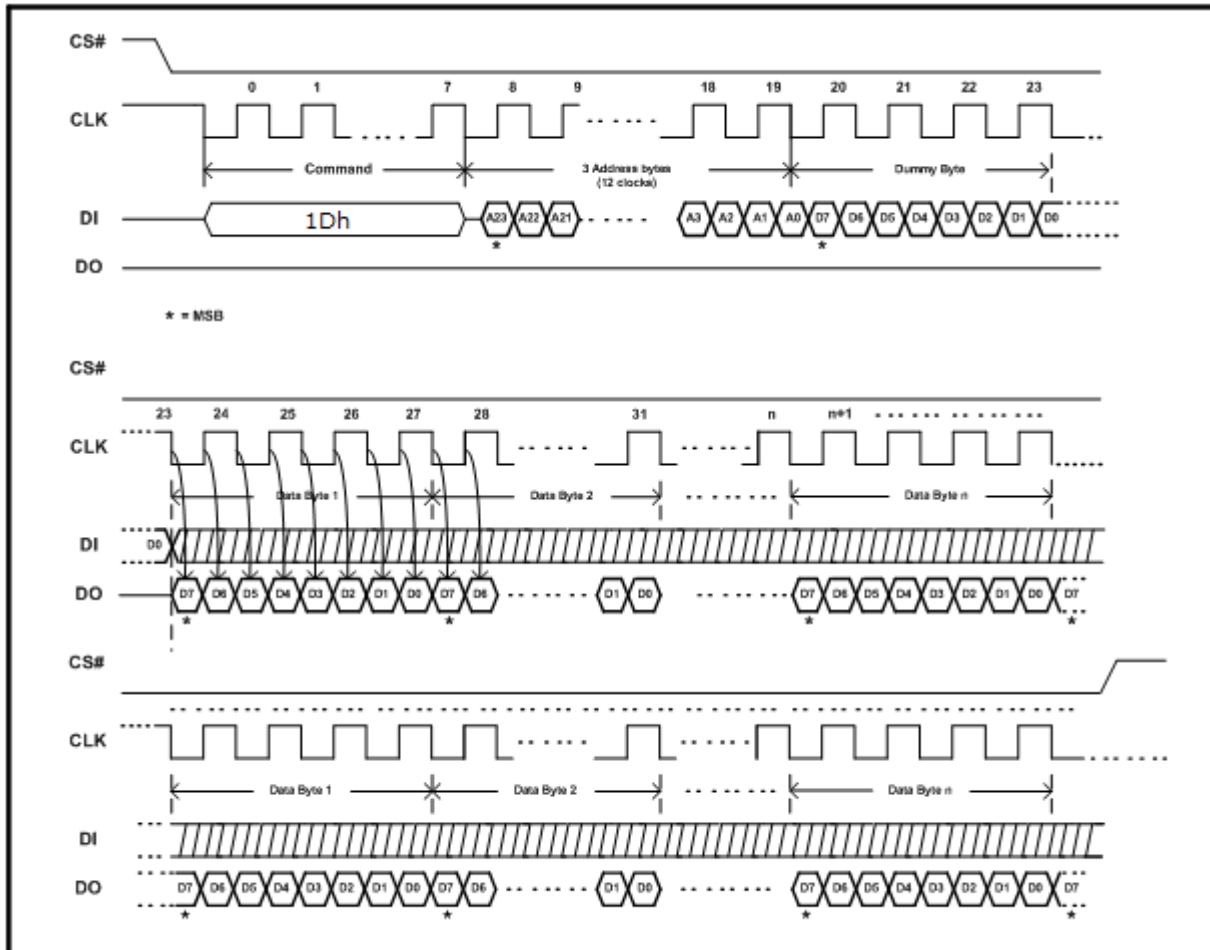 CS#
0 1 7 8 9 18 19 20 21 22 23
CLK
Command 3 Address bytes Dummy Byte
(12 clocks)
DI 1Dh A23 A22 A21 A3 A2 A1 A0 D7 D6 D5 D4 D3 D2 D1 D0
* *
DO
* = MSB
CS#
23 24 25 26 27 28 31 n n+1
CLK
Data Byte 1 Data Byte 2 Data Byte n
DI D0
DO D7 D6 D5 D4 D3 D2 D1 D0 D7 D6 D1 D0 D7 D6 D5 D4 D3 D2 D1 D0 D7
* * * *
CS#
CLK
Data Byte 1 Data Byte 2 Data Byte n
DI
DO D7 D6 D5 D4 D3 D2 D1 D0 D7 D6 D1 D0 D7 D6 D5 D4 D3 D2 D1 D0 D7
* * * *